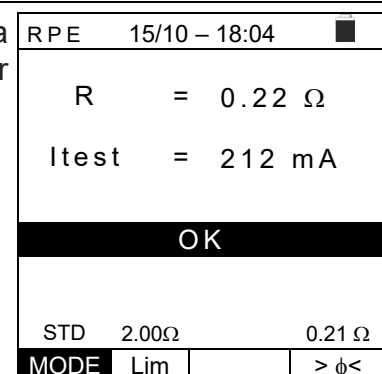 a
r
RPE 15/10 – 18:04
R = 0.22 Ω
Itest = 212 mA
OK
STD 2.00Ω 0.21 Ω
MODE Lim > ϕ<